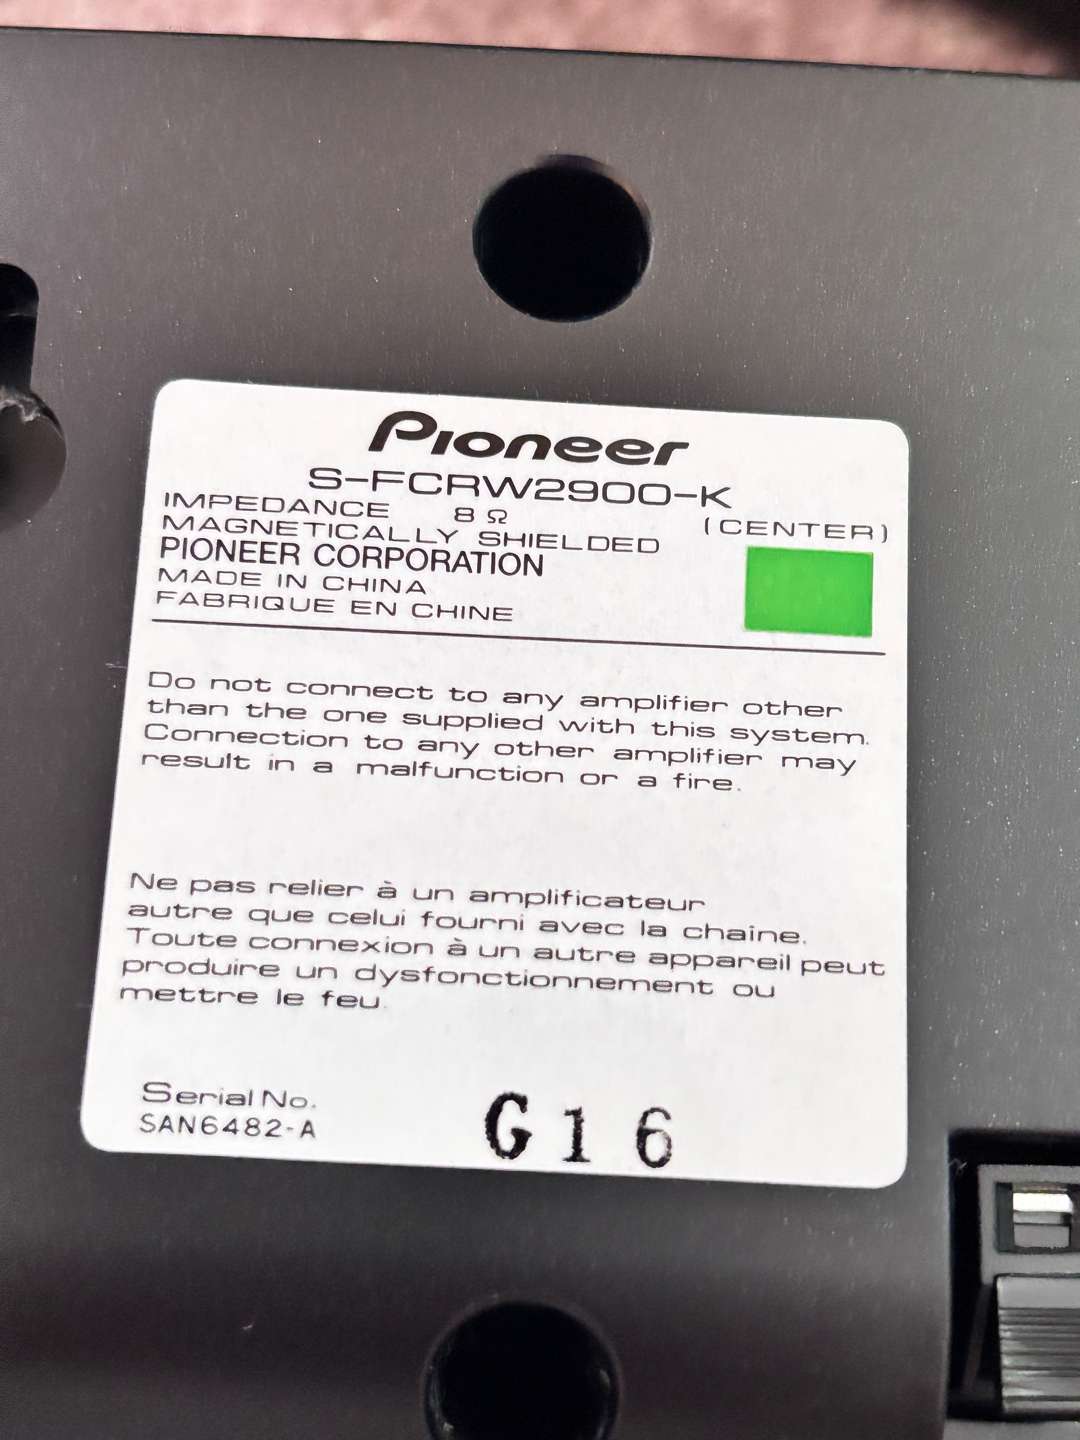 Pioneer
S-FCRW2900-K
IMPEDANCE 8 Ω (CENTER)
MAGNETICALLY SHIELDED
PIONEER CORPORATION
MADE IN CHINA
FABRIQUE EN CHINE
Do not connect to any amplifier other
than the one supplied with this system.
Connection to any other amplifier may
result in a malfunction or a fire.
Ne pas relier à un amplificateur
autre que celui fourni avec la chaîne.
Toute connexion à un autre appareil peut
produire un dysfonctionnement ou
mettre le feu.
Serial No.
SAN6482-A
G16